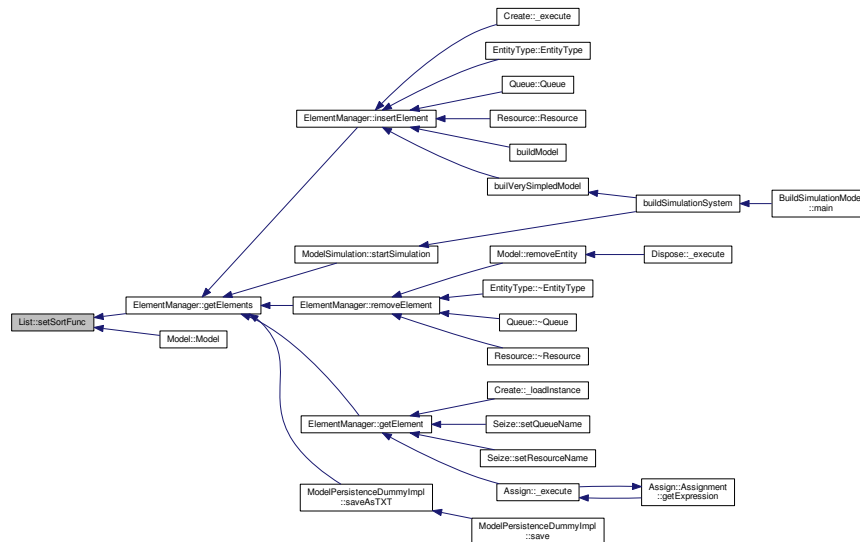 Create::_execute
EntityType::EntityType
Queue::Queue
ElementManager::insertElement
Resource::Resource
buildModel
builVerySimpledModel
buildSimulationSystem
BuildSimulationModel
::main
ModelSimulation::startSimulation
Model::removeEntity
Dispose::_execute
EntityType::~EntityType
ElementManager::getElements
ElementManager::removeElement
List::setSortFunc
Queue::~Queue
Model::Model
Resource::~Resource
Create::_loadInstance
ElementManager::getElement
Seize::setQueueName
Seize::setResourceName
Assign::_execute
Assign::Assignment
::getExpression
ModelPersistenceDummyImpl
::saveAsTXT
ModelPersistenceDummyImpl
::save